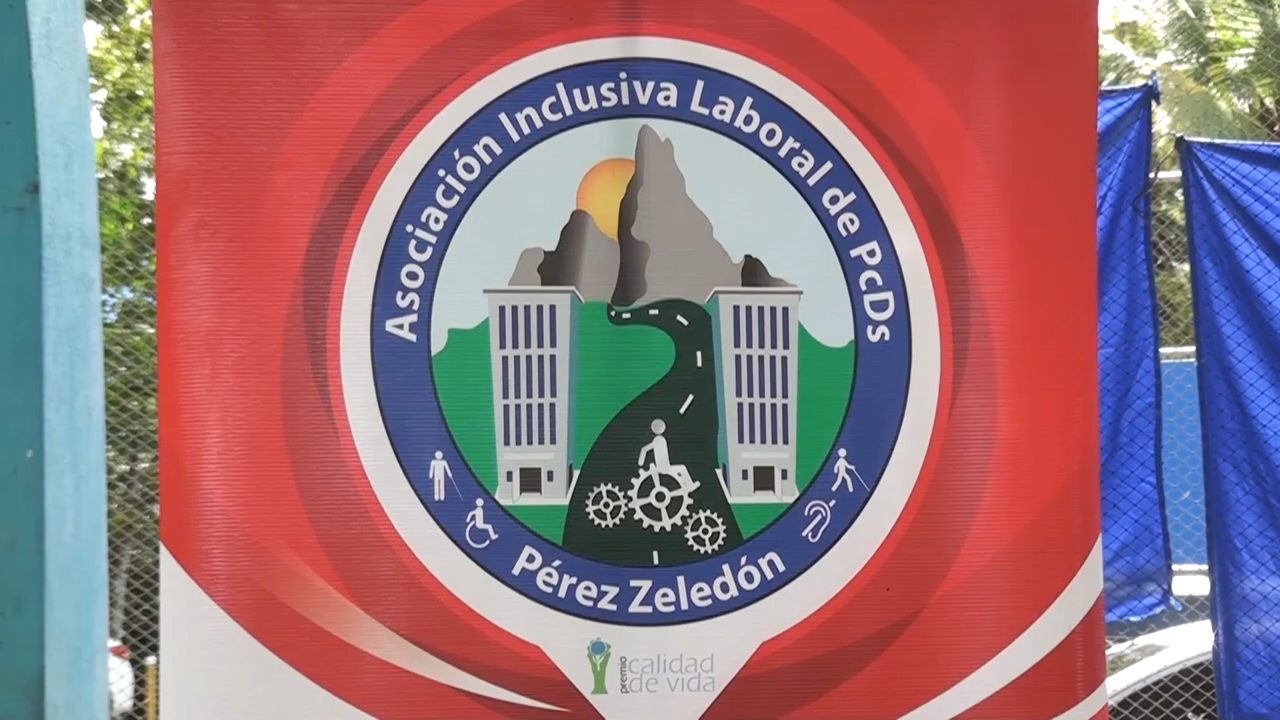 Asociación Inclusiva Laboral de PcDs
Pérez Zeledón
premio
calidad
de vida